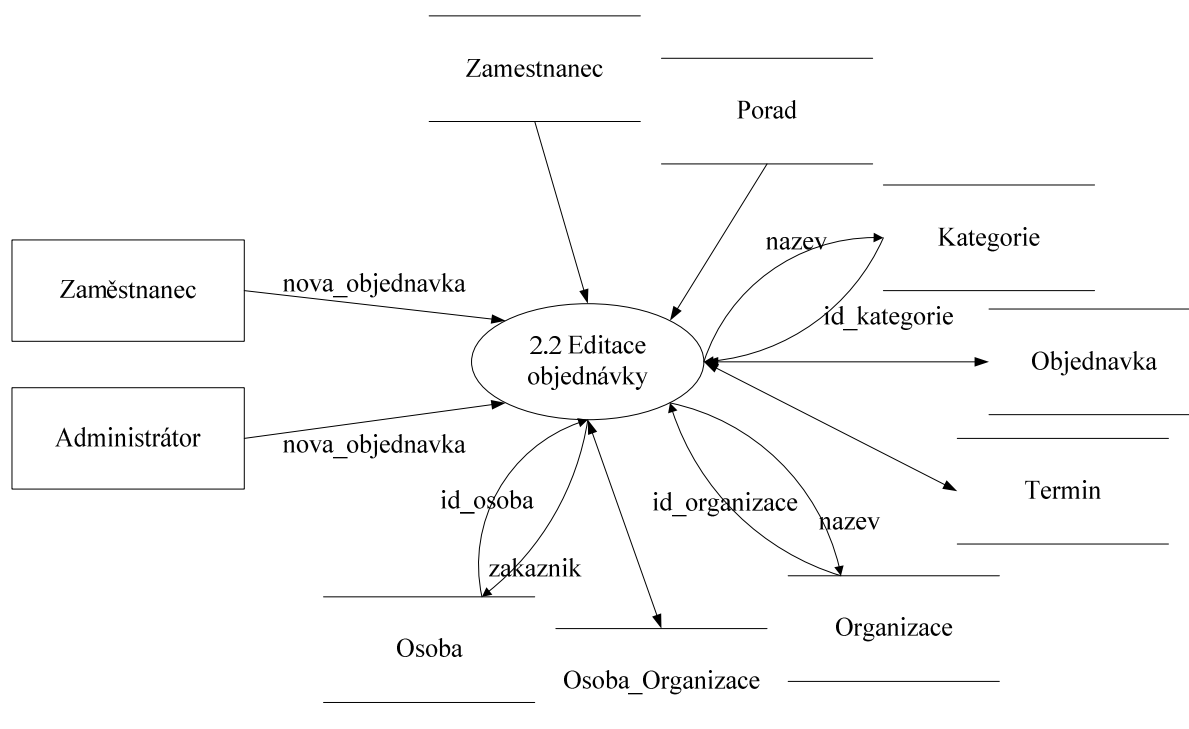 Zamestnanec
Porad
nazev
Kategorie
Zaměstnanec
nova_objednavka
id_kategorie
2.2 Editace
objednávky
Objednavka
Administrátor
nova_objednavka
id_osoba
id_organizace
nazev
Termin
zakaznik
Osoba
Osoba_Organizace
Organizace